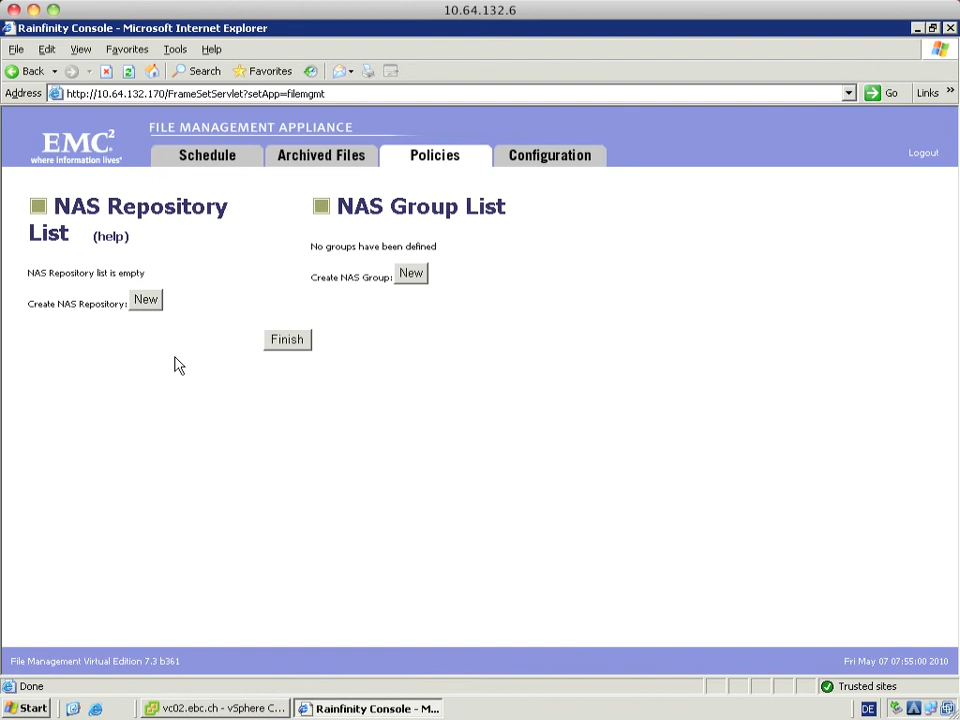 10.64.132.6
Rainfinity Console - Microsoft Internet Explorer
File Edit View Favorites Tools Help
Back Search Favorites
Address http://10.64.132.170/FrameSetServlet?setApp=filemgmt Go Links »
EMC²
where information lives®
FILE MANAGEMENT APPLIANCE
Schedule Archived Files Policies Configuration
Logout
NAS Repository
List (help)
NAS Repository list is empty
Create NAS Repository: New
NAS Group List
No groups have been defined
Create NAS Group: New
Finish
File Management Virtual Edition 7.3 b361
Fri May 07 07:55:00 2010
Done Trusted sites
Start vc02.ebc.ch - vSphere C... Rainfinity Console - M... DE